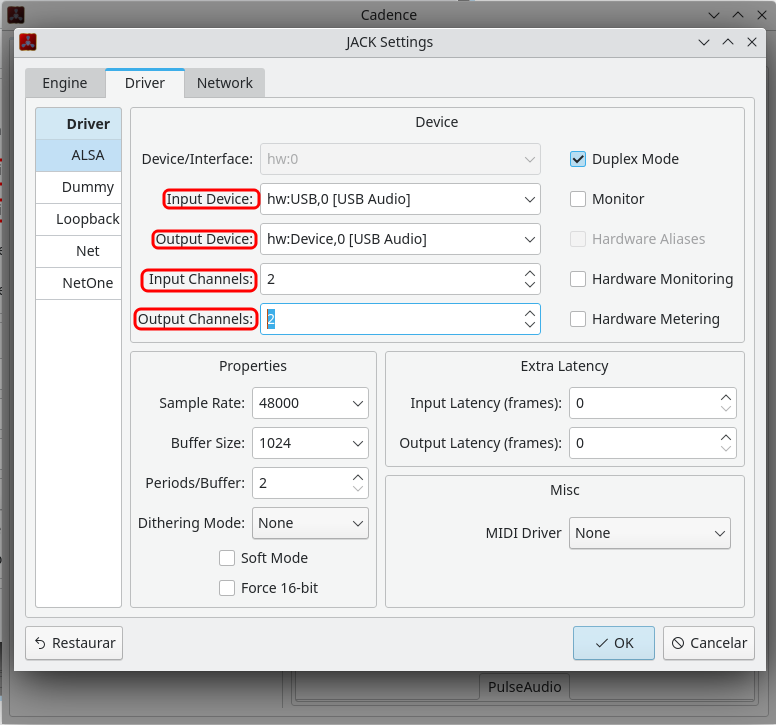 Cadence
JACK Settings
Engine
Driver
Network
Driver
ALSA
Dummy
Loopback
Net
NetOne
Device
Device/Interface:
hw:0
Duplex Mode
Input Device:
hw:USB,0 [USB Audio]
Monitor
Output Device:
hw:Device,0 [USB Audio]
Hardware Aliases
Input Channels:
2
Hardware Monitoring
Output Channels:
2
Hardware Metering
Properties
Sample Rate:
48000
Buffer Size:
1024
Periods/Buffer:
2
Dithering Mode:
None
Soft Mode
Force 16-bit
Extra Latency
Input Latency (frames):
0
Output Latency (frames):
0
Misc
MIDI Driver
None
Restaurar
OK
Cancelar
PulseAudio